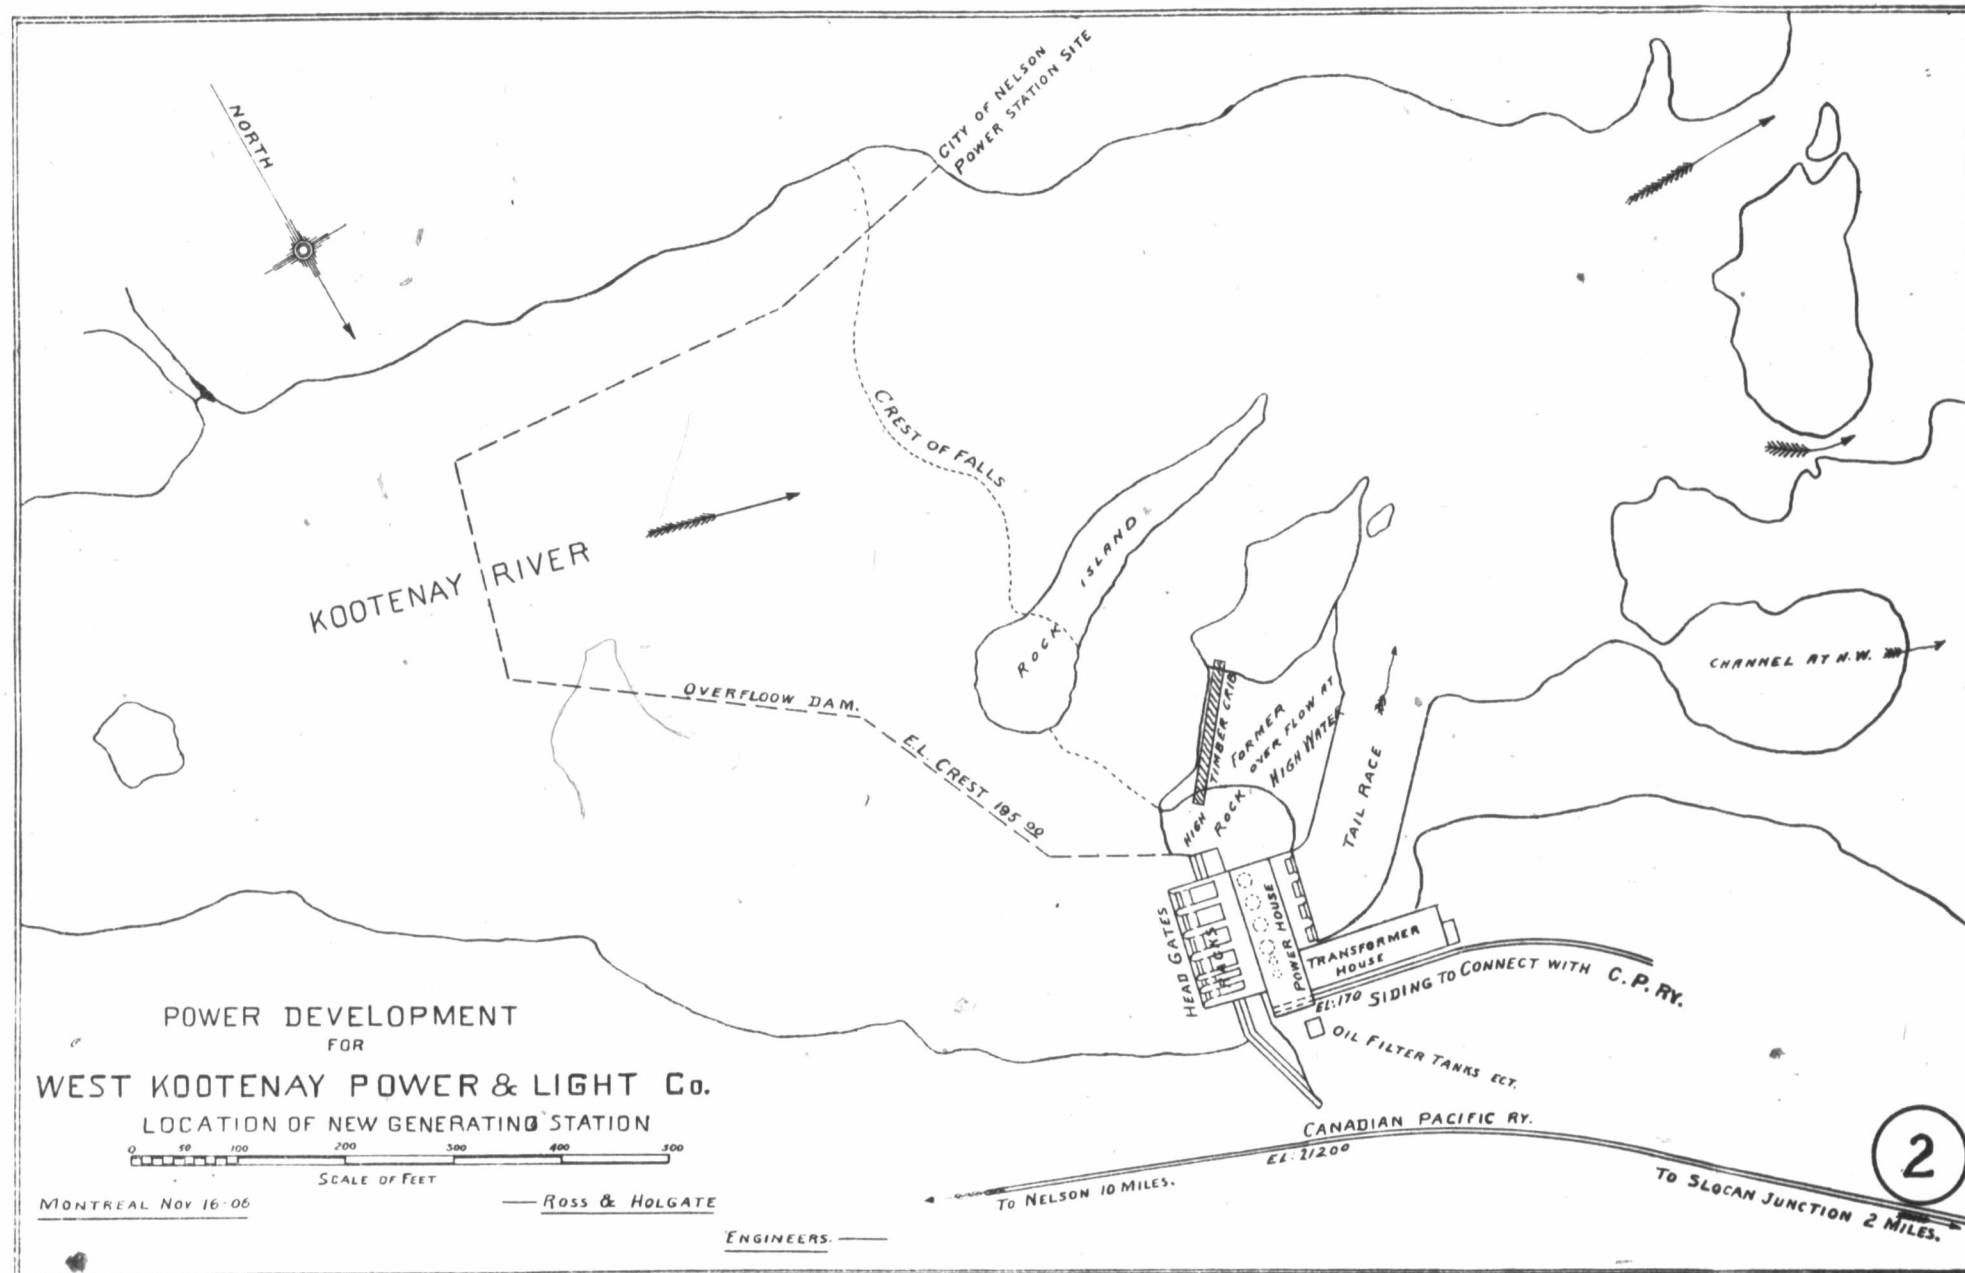 NORTH
CITY OF NELSON
POWER STATION SITE
CREST OF FALLS
KOOTENAY RIVER
ROCK ISLAND
OVERFLOOW DAM.
E.L. CREST 195 00
TIMBER CRIB
FORMER
OVER FLOW AT
HIGH WATER
HIGH
ROCK
TAIL RACE
CHANNEL AT H.W.
HEAD GATES
RACKS
POWER HOUSE
TRANSFORMER
HOUSE
EL:170 SIDING TO CONNECT WITH C.P.RY.
OIL FILTER TANKS ECT.
CANADIAN PACIFIC RY.
EL: 21200
TO NELSON 10 MILES.
TO SLOCAN JUNCTION 2 MILES.
2
POWER DEVELOPMENT
FOR
WEST KOOTENAY POWER & LIGHT Co.
LOCATION OF NEW GENERATING STATION
0 50 100 200 300 400 500
SCALE OF FEET
MONTREAL NOV 16-06
ROSS & HOLGATE
ENGINEERS.